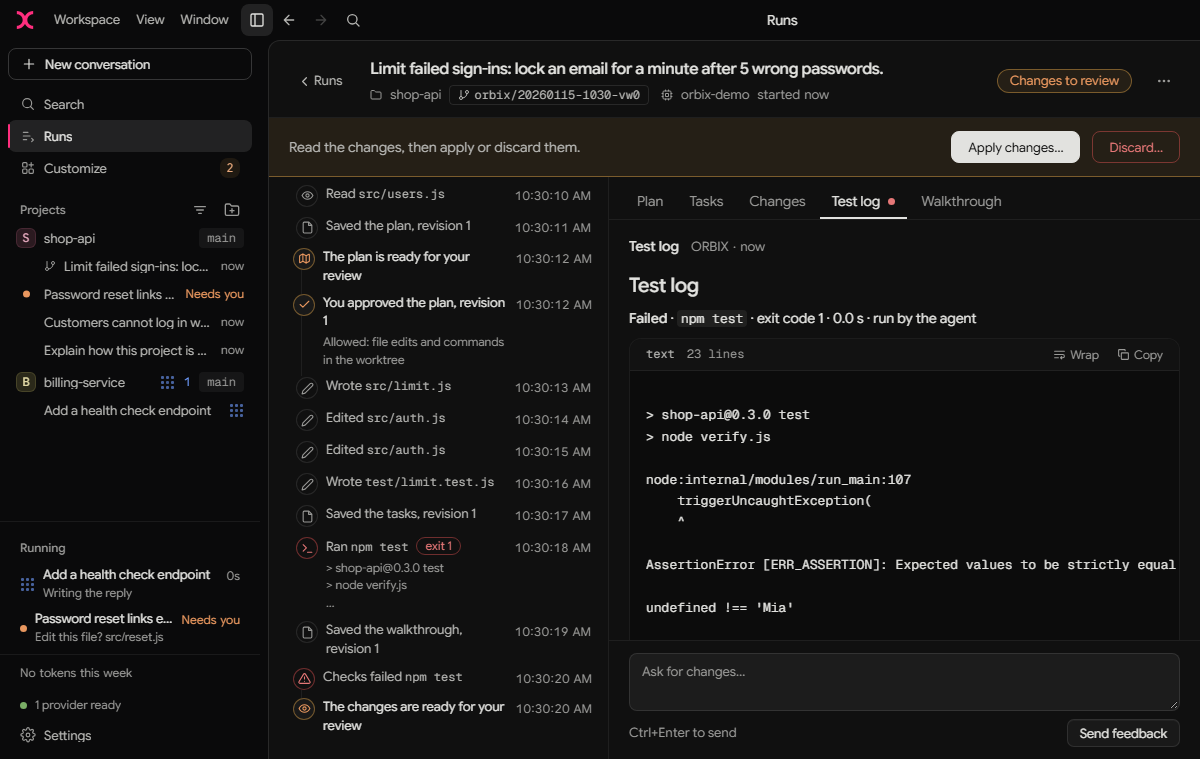 Workspace View Window
Runs
New conversation
Search
Runs
Customize 2
Projects
S shop-api main
Limit failed sign-ins: loc... now
Password reset links ... Needs you
Customers cannot log in w... now
Explain how this project is ... now
B billing-service 1 main
Add a health check endpoint
Running
Add a health check endpoint 0s
Writing the reply
Password reset links e... Needs you
Edit this file? src/reset.js
No tokens this week
1 provider ready
Settings
Runs
Limit failed sign-ins: lock an email for a minute after 5 wrong passwords.
shop-api orbix/20260115-1030-vw0 orbix-demo started now
Changes to review
Read the changes, then apply or discard them.
Apply changes...
Discard...
Read src/users.js 10:30:10 AM
Saved the plan, revision 1 10:30:11 AM
The plan is ready for your 10:30:12 AM
review
You approved the plan, revision 10:30:12 AM
1
Allowed: file edits and commands
in the worktree
Wrote src/limit.js 10:30:13 AM
Edited src/auth.js 10:30:14 AM
Edited src/auth.js 10:30:15 AM
Wrote test/limit.test.js 10:30:16 AM
Saved the tasks, revision 1 10:30:17 AM
Ran npm test exit 1 10:30:18 AM
> shop-api@0.3.0 test
> node verify.js
...
Saved the walkthrough, 10:30:19 AM
revision 1
Checks failed npm test 10:30:20 AM
The changes are ready for your 10:30:20 AM
review
Plan Tasks Changes Test log Walkthrough
Test log ORBIX · now
Test log
Failed · npm test · exit code 1 · 0.0 s · run by the agent
text 23 lines Wrap Copy
> shop-api@0.3.0 test
> node verify.js
node:internal/modules/run_main:107
triggerUncaughtException(
^
AssertionError [ERR_ASSERTION]: Expected values to be strictly equal
undefined !== 'Mia'
Ask for changes...
Ctrl+Enter to send
Send feedback